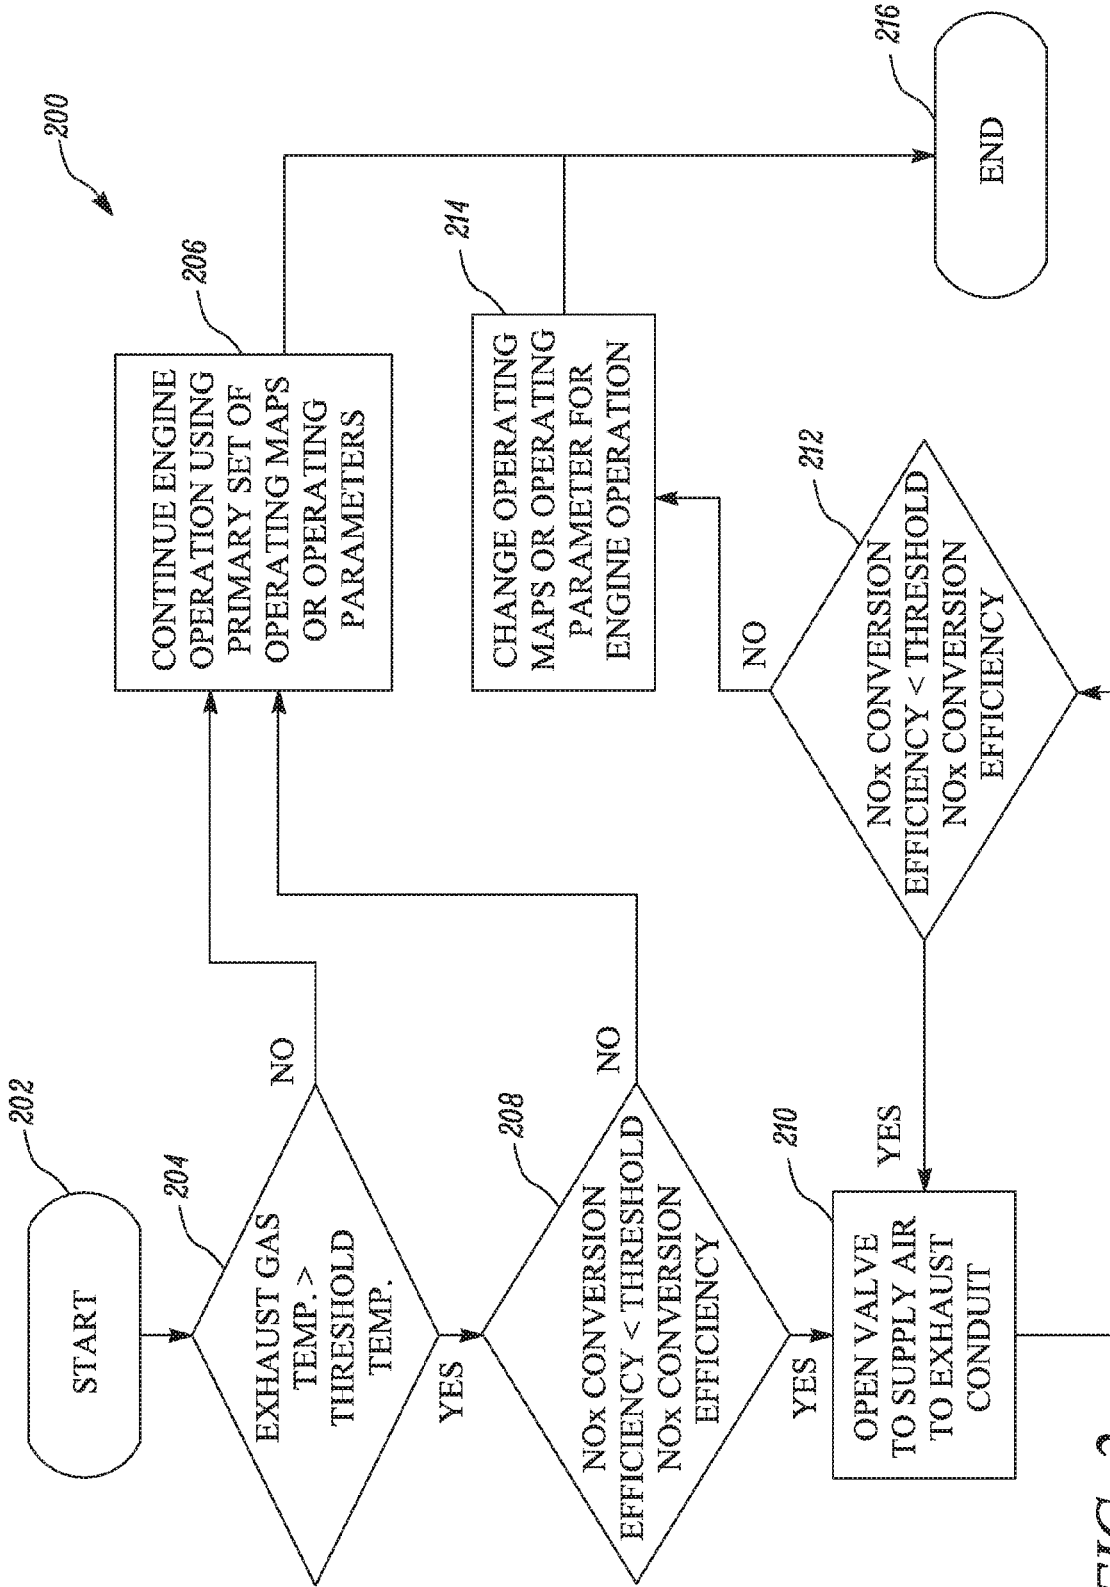 200
202
START
204
EXHAUST GAS
TEMP. >
THRESHOLD
TEMP.
NO
YES
206
CONTINUE ENGINE
OPERATION USING
PRIMARY SET OF
OPERATING MAPS
OR OPERATING
PARAMETERS
208
NOx CONVERSION
EFFICIENCY < THRESHOLD
NOx CONVERSION
EFFICIENCY
NO
YES
210
OPEN VALVE
TO SUPPLY AIR
TO EXHAUST
CONDUIT
YES
212
NOx CONVERSION
EFFICIENCY < THRESHOLD
NOx CONVERSION
EFFICIENCY
NO
214
CHANGE OPERATING
MAPS OR OPERATING
PARAMETER FOR
ENGINE OPERATION
216
END